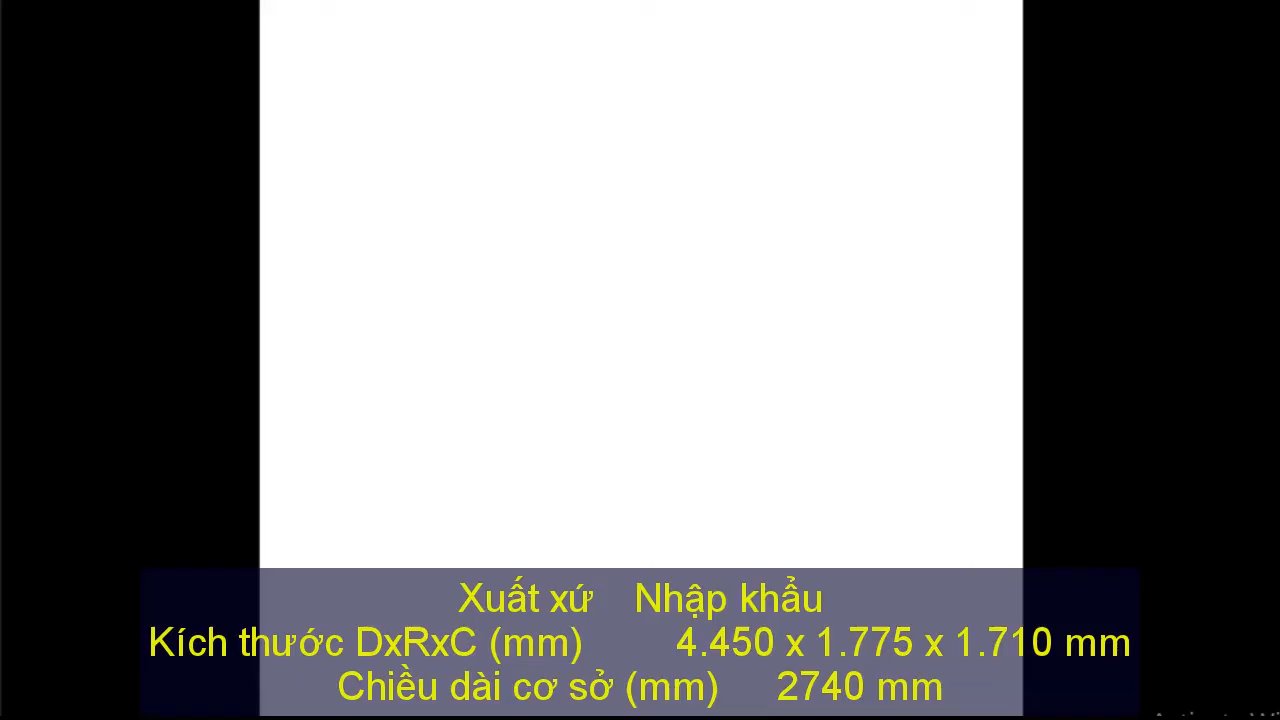 Xuất xứ Nhập khẩu
Kích thước DxRxC (mm) 4.450 x 1.775 x 1.710 mm
Chiều dài cơ sở (mm) 2740 mm